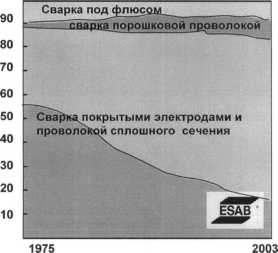 90
Сварка под флюсом
сварка порошковой проволокой
80
70
60
50
Сварка покрытыми электродами и
проволокой сплошного сечения
40
30
20
10
ESAB
1975
2003